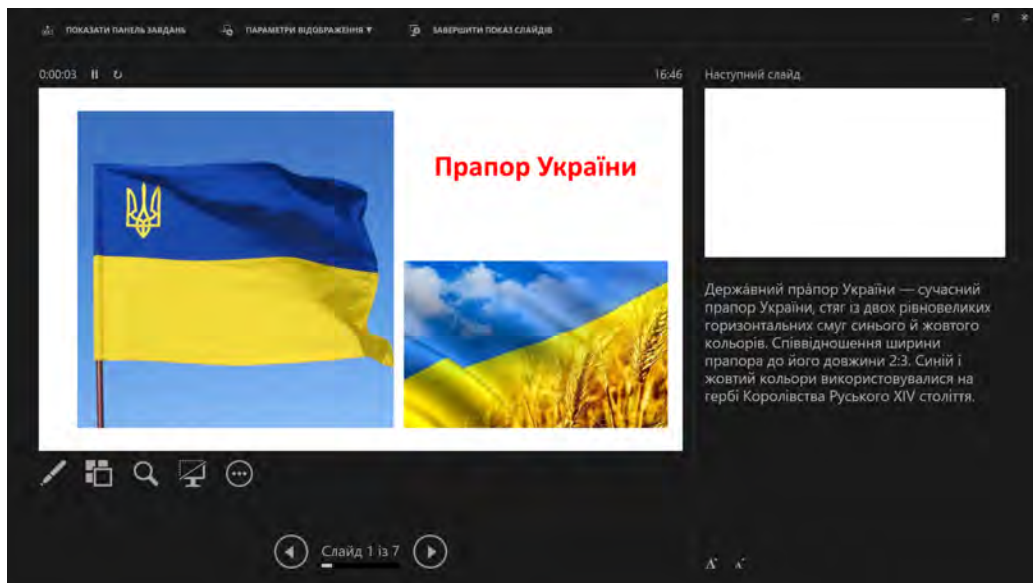 ПОКАЗАТИ ПАНЕЛЬ ЗАВДАНЬ
ПАРАМЕТРИ ВІДОБРАЖЕННЯ ▼
ЗАВЕРШИТИ ПОКАЗ СЛАЙДІВ
0:00:03
16:46
Прапор України
Слайд 1 із 7
Наступний слайд
Держа́вний пра́пор Украї́ни — сучасний
прапор України, стяг із двох рівновеликих
горизонтальних смуг синього й жовтого
кольорів. Співвідношення ширини
прапора до його довжини 2:3. Синій і
жовтий кольори використовувалися на
гербі Королівства Руського XIV століття.
A A